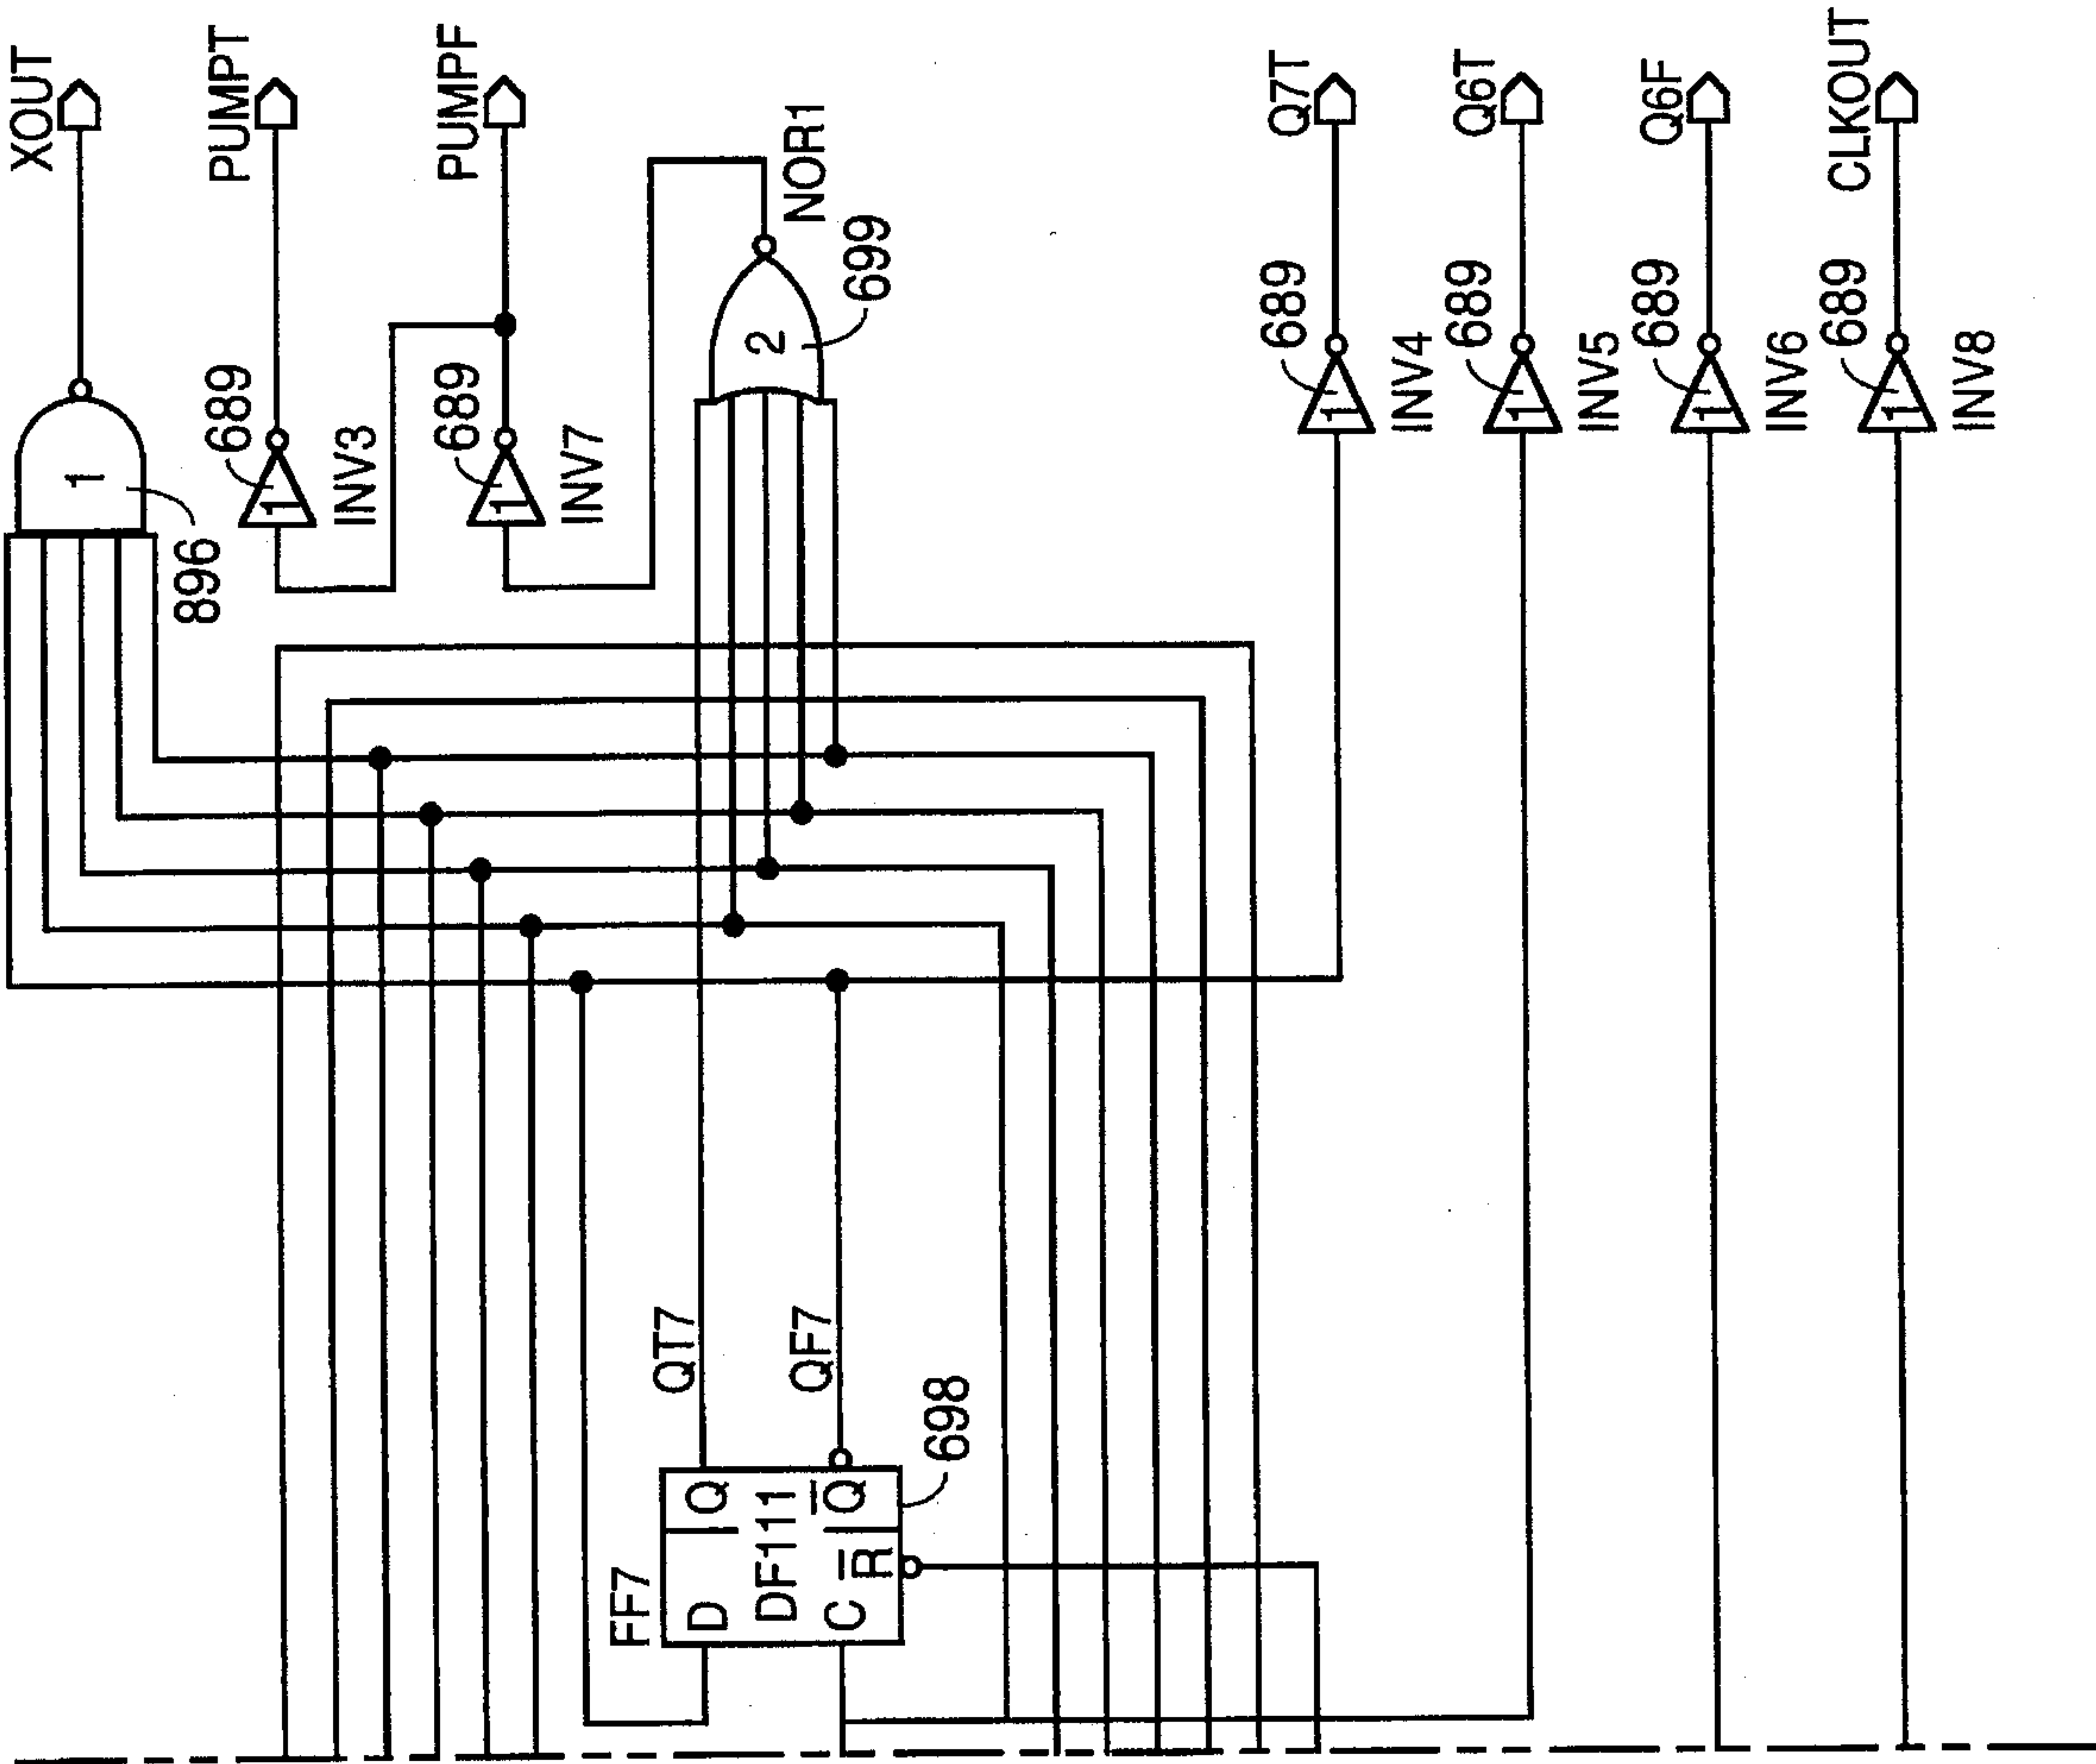 XOUT
PUMPT
PUMPF
NOR1
Q7T
Q6T
Q6F
CLKOUT
1
896
689
1
INV3
689
1
INV7
2
699
689
1
INV4
689
1
INV5
689
1
INV6
689
1
INV8
QT7
QF7
FF7
D Q
DF111
C R Q
698